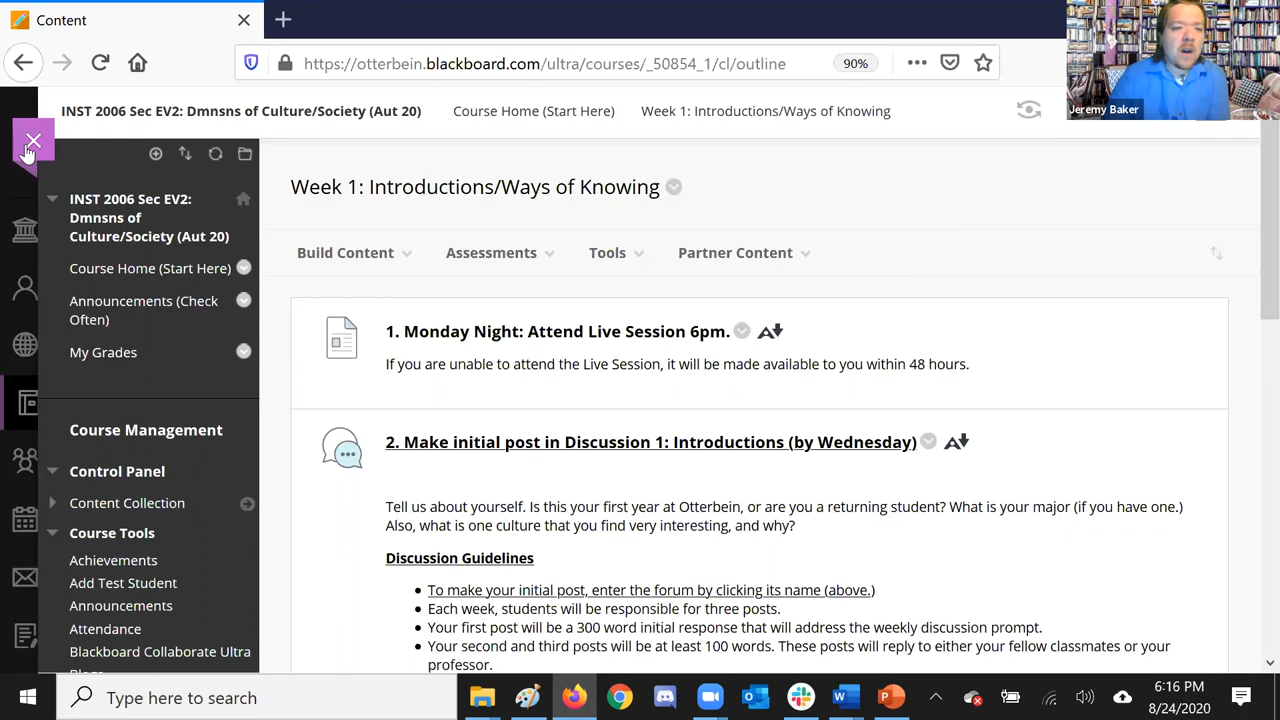 Content
https://otterbein.blackboard.com/ultra/courses/_50854_1/cl/outline
90%
Jeremy Baker
INST 2006 Sec EV2: Dmnsns of Culture/Society (Aut 20)
Course Home (Start Here)
Week 1: Introductions/Ways of Knowing
INST 2006 Sec EV2:
Dmnsns of
Culture/Society (Aut 20)
Course Home (Start Here)
Announcements (Check
Often)
My Grades
Course Management
Control Panel
Content Collection
Course Tools
Achievements
Add Test Student
Announcements
Attendance
Blackboard Collaborate Ultra
Week 1: Introductions/Ways of Knowing
Build Content
Assessments
Tools
Partner Content
1. Monday Night: Attend Live Session 6pm.
If you are unable to attend the Live Session, it will be made available to you within 48 hours.
2. Make initial post in Discussion 1: Introductions (by Wednesday)
Tell us about yourself. Is this your first year at Otterbein, or are you a returning student? What is your major (if you have one.)
Also, what is one culture that you find very interesting, and why?
Discussion Guidelines
To make your initial post, enter the forum by clicking its name (above.)
Each week, students will be responsible for three posts.
Your first post will be a 300 word initial response that will address the weekly discussion prompt.
Your second and third posts will be at least 100 words. These posts will reply to either your fellow classmates or your
professor.
Type here to search
6:16 PM
8/24/2020